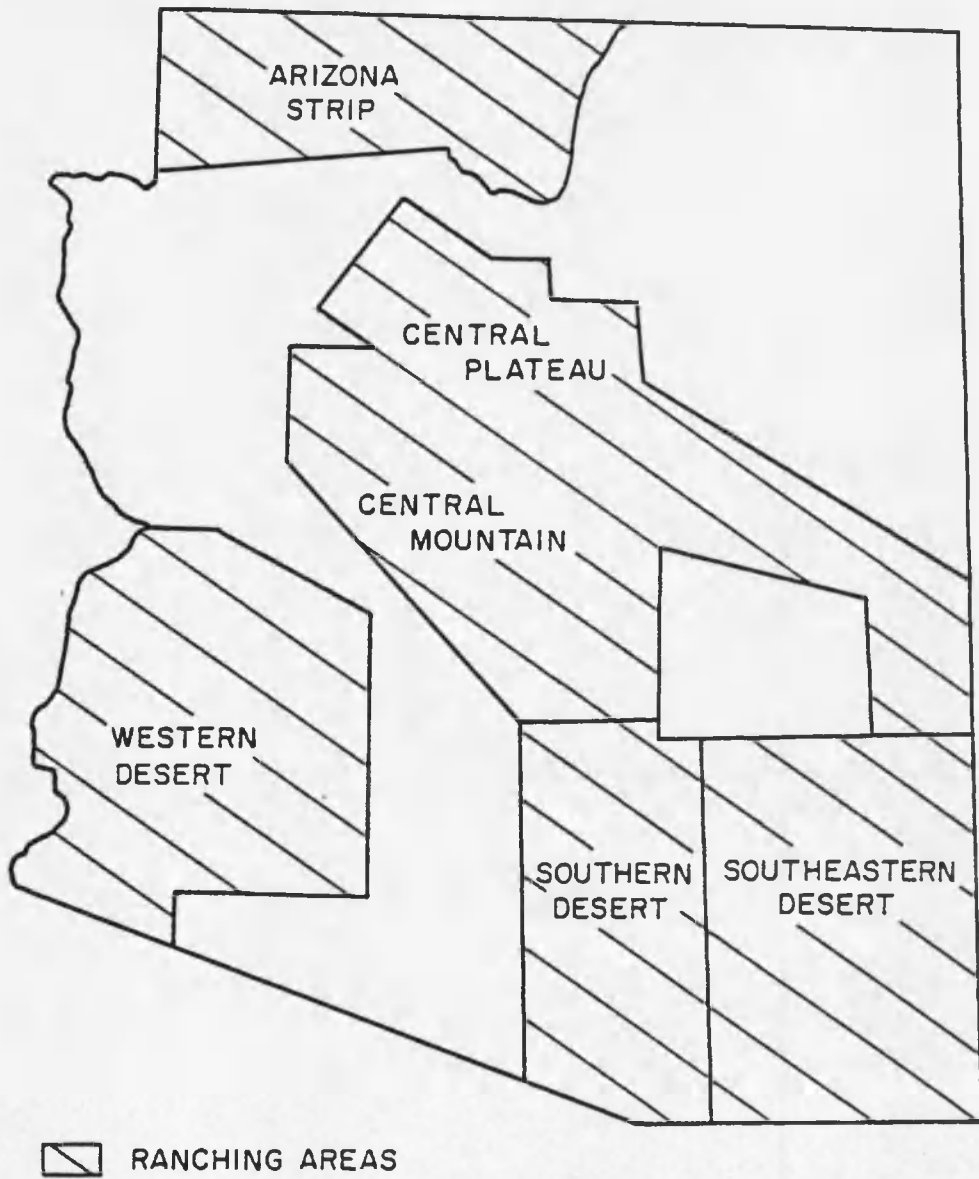 ARIZONA
STRIP
CENTRAL
PLATEAU
CENTRAL
MOUNTAIN
WESTERN
DESERT
SOUTHERN
DESERT
SOUTHEASTERN
DESERT
RANCHING AREAS